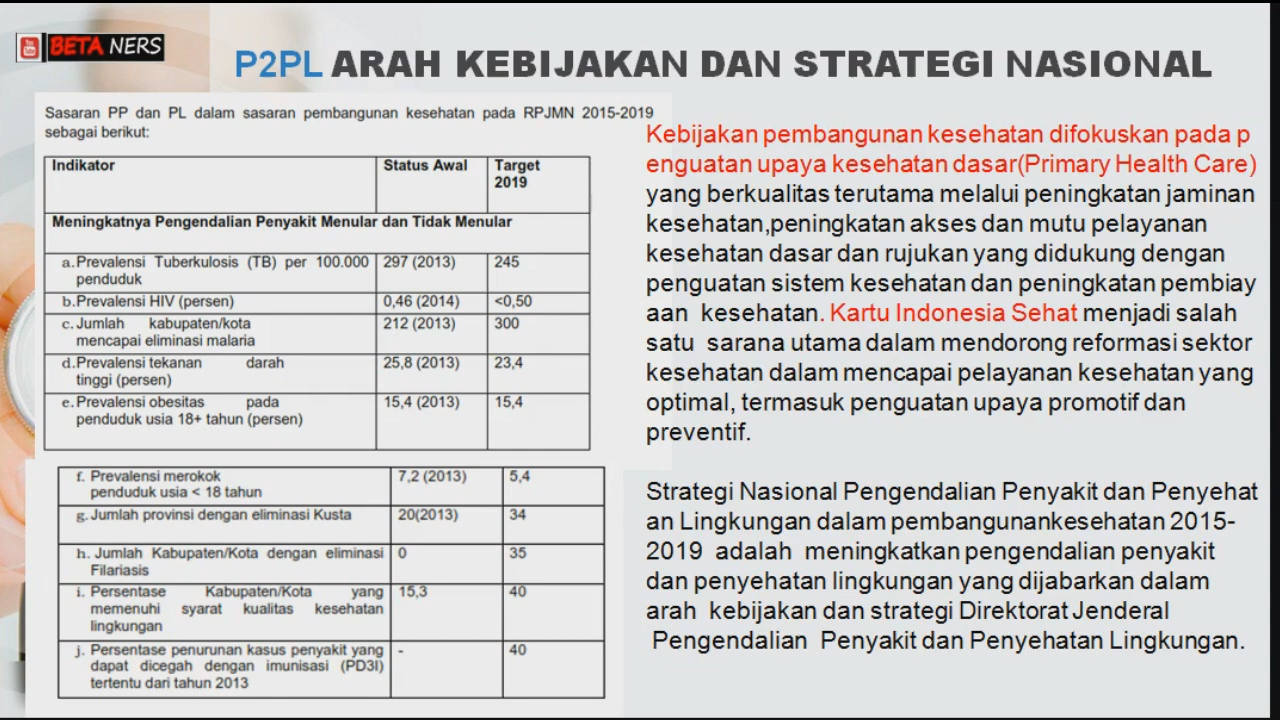 You Tube BETA NERS
P2PL ARAH KEBIJAKAN DAN STRATEGI NASIONAL
Sasaran PP dan PL dalam sasaran pembangunan kesehatan pada RPJMN 2015-2019
sebagai berikut:
Indikator Status Awal Target
2019
Meningkatnya Pengendalian Penyakit Menular dan Tidak Menular
a. Prevalensi Tuberkulosis (TB) per 100.000 297 (2013) 245
penduduk
b. Prevalensi HIV (persen) 0,46 (2014) <0,50
c. Jumlah kabupaten/kota 212 (2013) 300
mencapai eliminasi malaria
d. Prevalensi tekanan darah 25,8 (2013) 23,4
tinggi (persen)
e. Prevalensi obesitas pada 15,4 (2013) 15,4
penduduk usia 18+ tahun (persen)
f. Prevalensi merokok 7,2 (2013) 5,4
penduduk usia < 18 tahun
g. Jumlah provinsi dengan eliminasi Kusta 20(2013) 34
h. Jumlah Kabupaten/Kota dengan eliminasi 0 35
Filariasis
i. Persentase Kabupaten/Kota yang 15,3 40
memenuhi syarat kualitas kesehatan
lingkungan
j. Persentase penurunan kasus penyakit yang - 40
dapat dicegah dengan imunisasi (PD3I)
tertentu dari tahun 2013
Kebijakan pembangunan kesehatan difokuskan pada p
enguatan upaya kesehatan dasar(Primary Health Care)
yang berkualitas terutama melalui peningkatan jaminan
kesehatan,peningkatan akses dan mutu pelayanan
kesehatan dasar dan rujukan yang didukung dengan
penguatan sistem kesehatan dan peningkatan pembiay
aan kesehatan. Kartu Indonesia Sehat menjadi salah
satu sarana utama dalam mendorong reformasi sektor
kesehatan dalam mencapai pelayanan kesehatan yang
optimal, termasuk penguatan upaya promotif dan
preventif.
Strategi Nasional Pengendalian Penyakit dan Penyehat
an Lingkungan dalam pembangunankesehatan 2015-
2019 adalah meningkatkan pengendalian penyakit
dan penyehatan lingkungan yang dijabarkan dalam
arah kebijakan dan strategi Direktorat Jenderal
Pengendalian Penyakit dan Penyehatan Lingkungan.